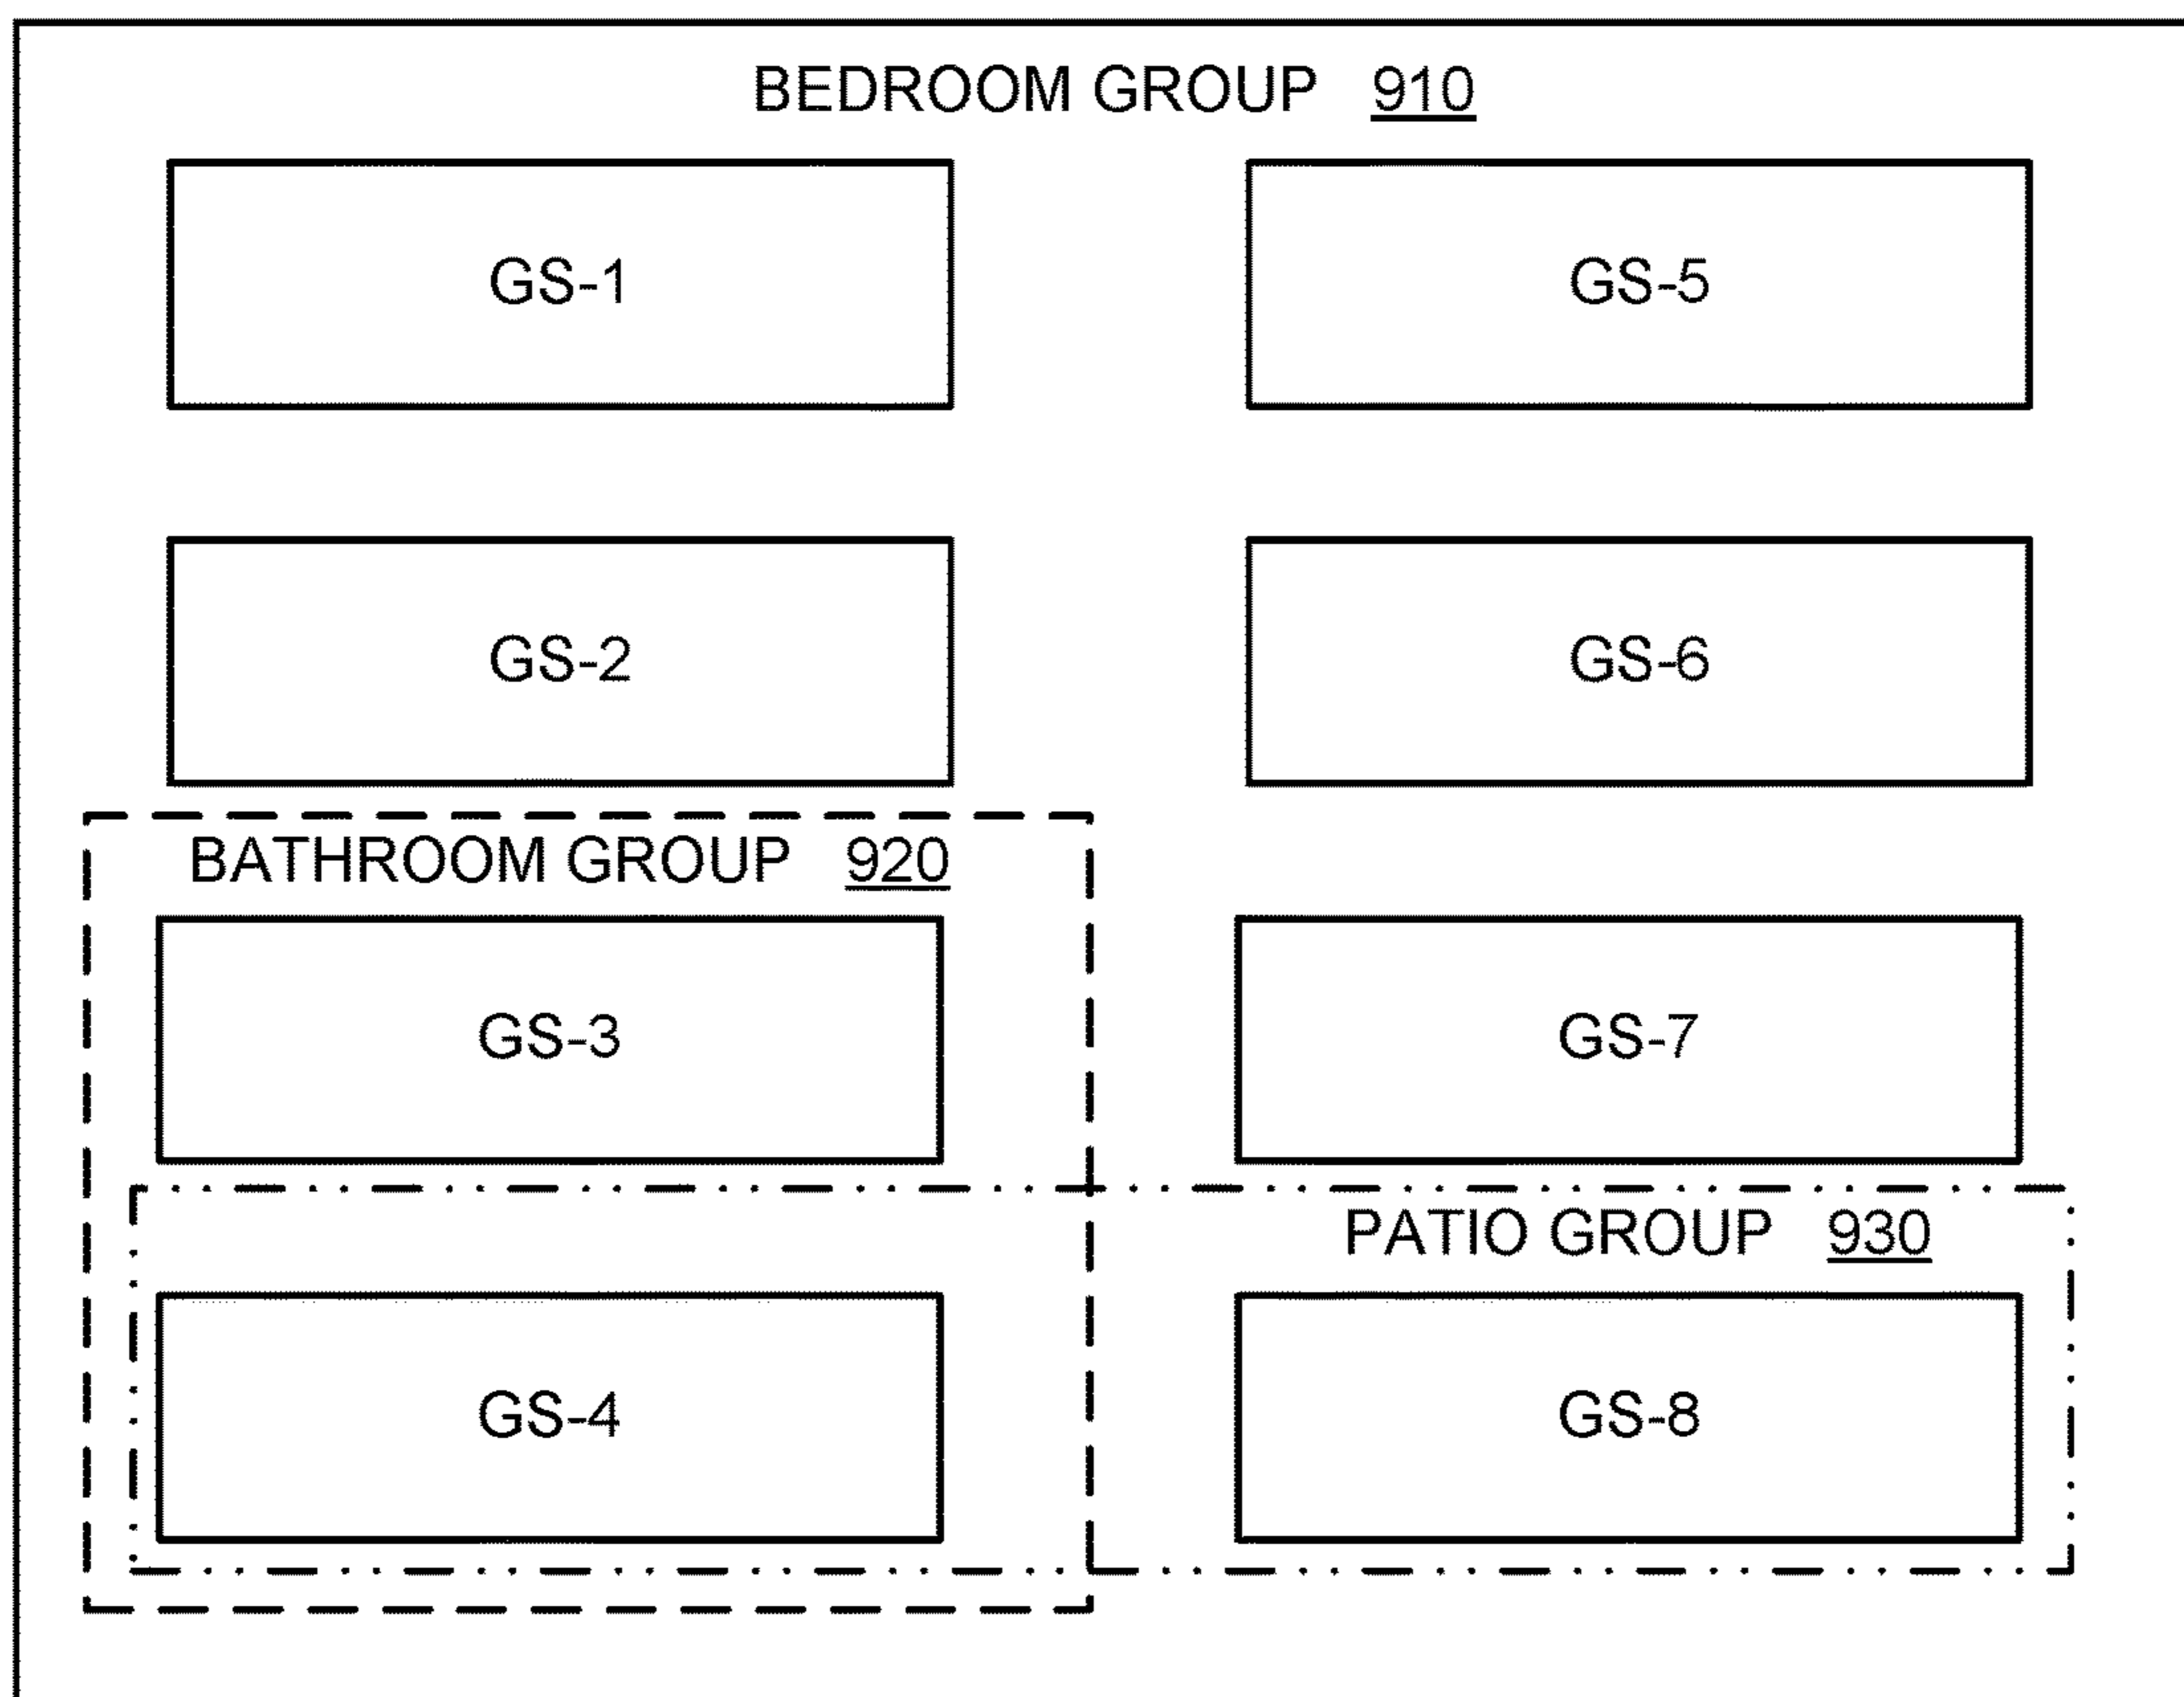 BEDROOM GROUP 910
GS-1
GS-5
GS-2
GS-6
BATHROOM GROUP 920
GS-3
GS-7
PATIO GROUP 930
GS-4
GS-8